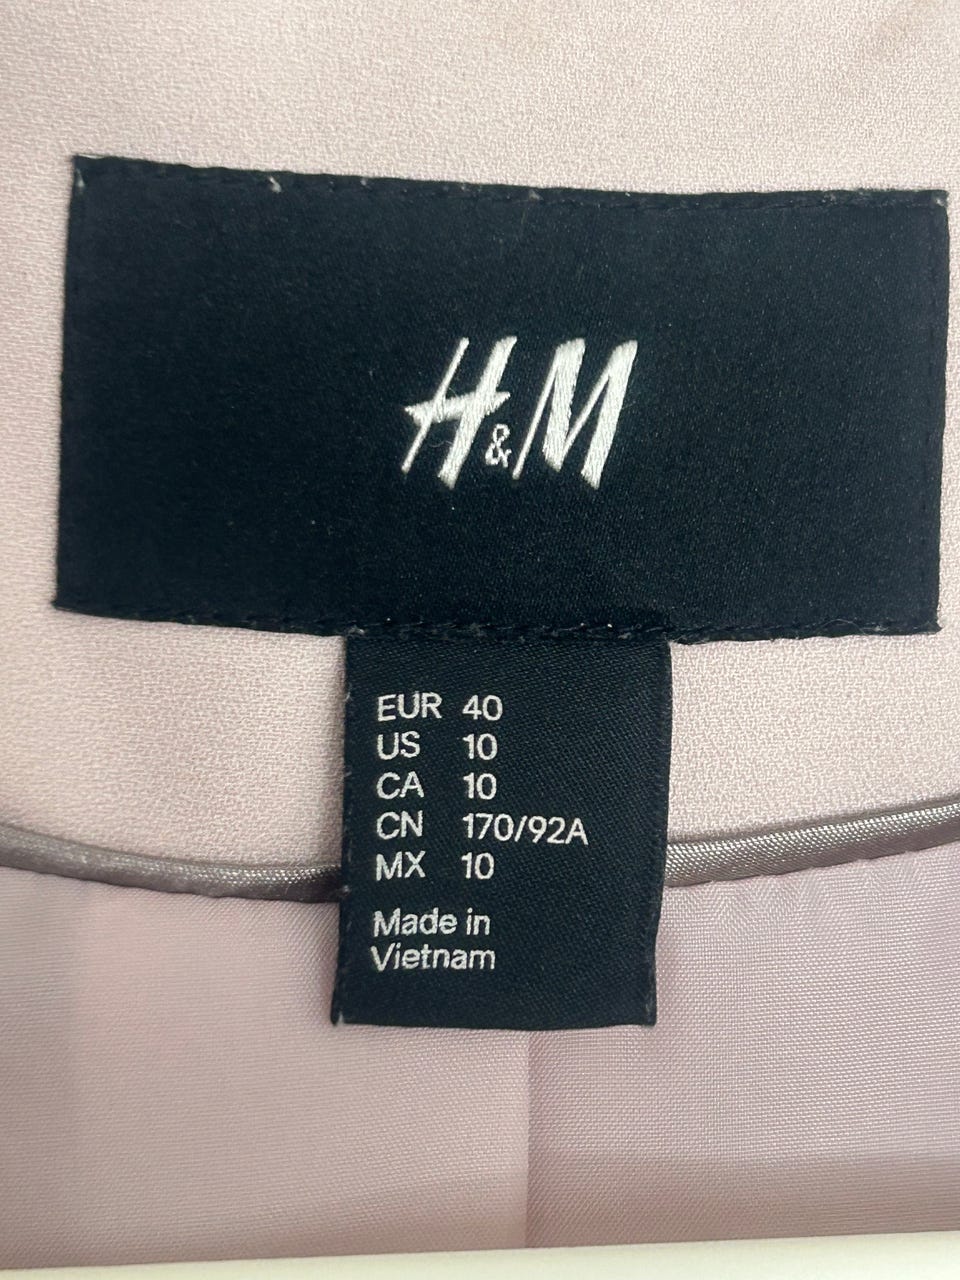 H&M
EUR 40
US 10
CA 10
CN 170/92A
MX 10
Made in
Vietnam